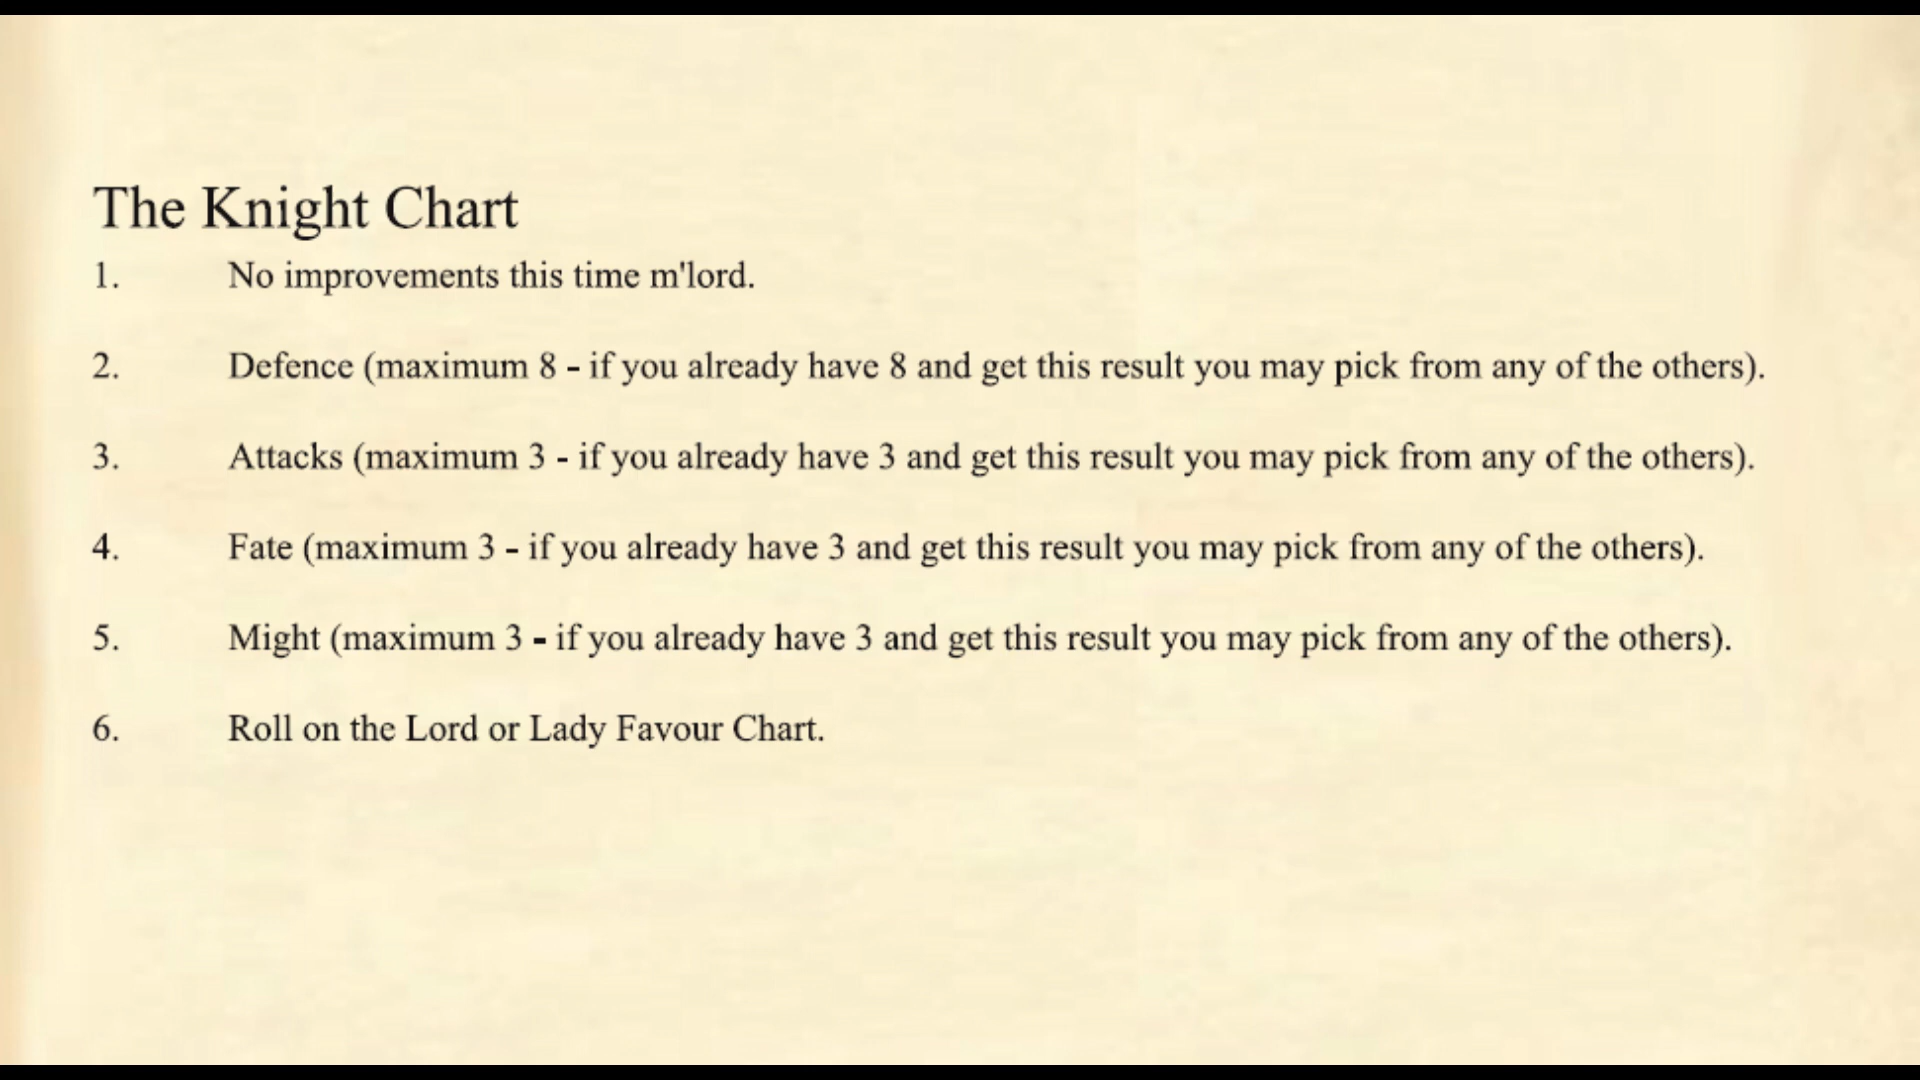 The Knight Chart
1. No improvements this time m'lord.
2. Defence (maximum 8 - if you already have 8 and get this result you may pick from any of the others).
3. Attacks (maximum 3 - if you already have 3 and get this result you may pick from any of the others).
4. Fate (maximum 3 - if you already have 3 and get this result you may pick from any of the others).
5. Might (maximum 3 - if you already have 3 and get this result you may pick from any of the others).
6. Roll on the Lord or Lady Favour Chart.